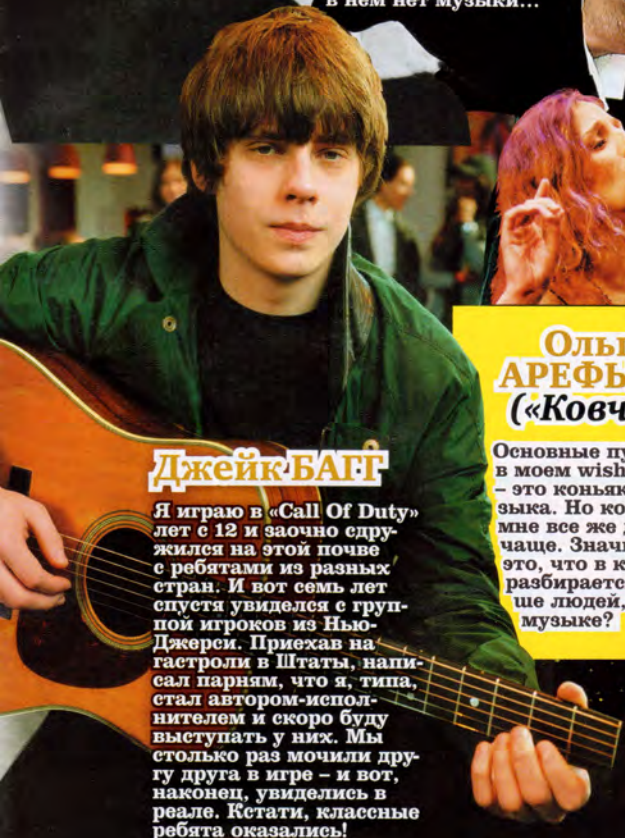 в нем нет музыки...
Джейк БАГГ
Я играю в «Call Of Duty»
лет с 12 и заочно сдру-
жился на этой почве
с ребятами из разных
стран. И вот семь лет
спустя увиделся с груп-
пой игроков из Нью-
Джерси. Приехав на
гастроли в Штаты, напи-
сал парням, что я, типа,
стал автором-испол-
нителем и скоро буду
выступать у них. Мы
столько раз мочили дру-
гу друга в игре – и вот,
наконец, увиделись в
реале. Кстати, классные
ребята оказались!
АРЕФЬ
(«Ковч
Основные
в моем wish
– это коньяк
зыка. Но
мне все же
чаще.
это, что в
разбирается
ше людей,
музыке?